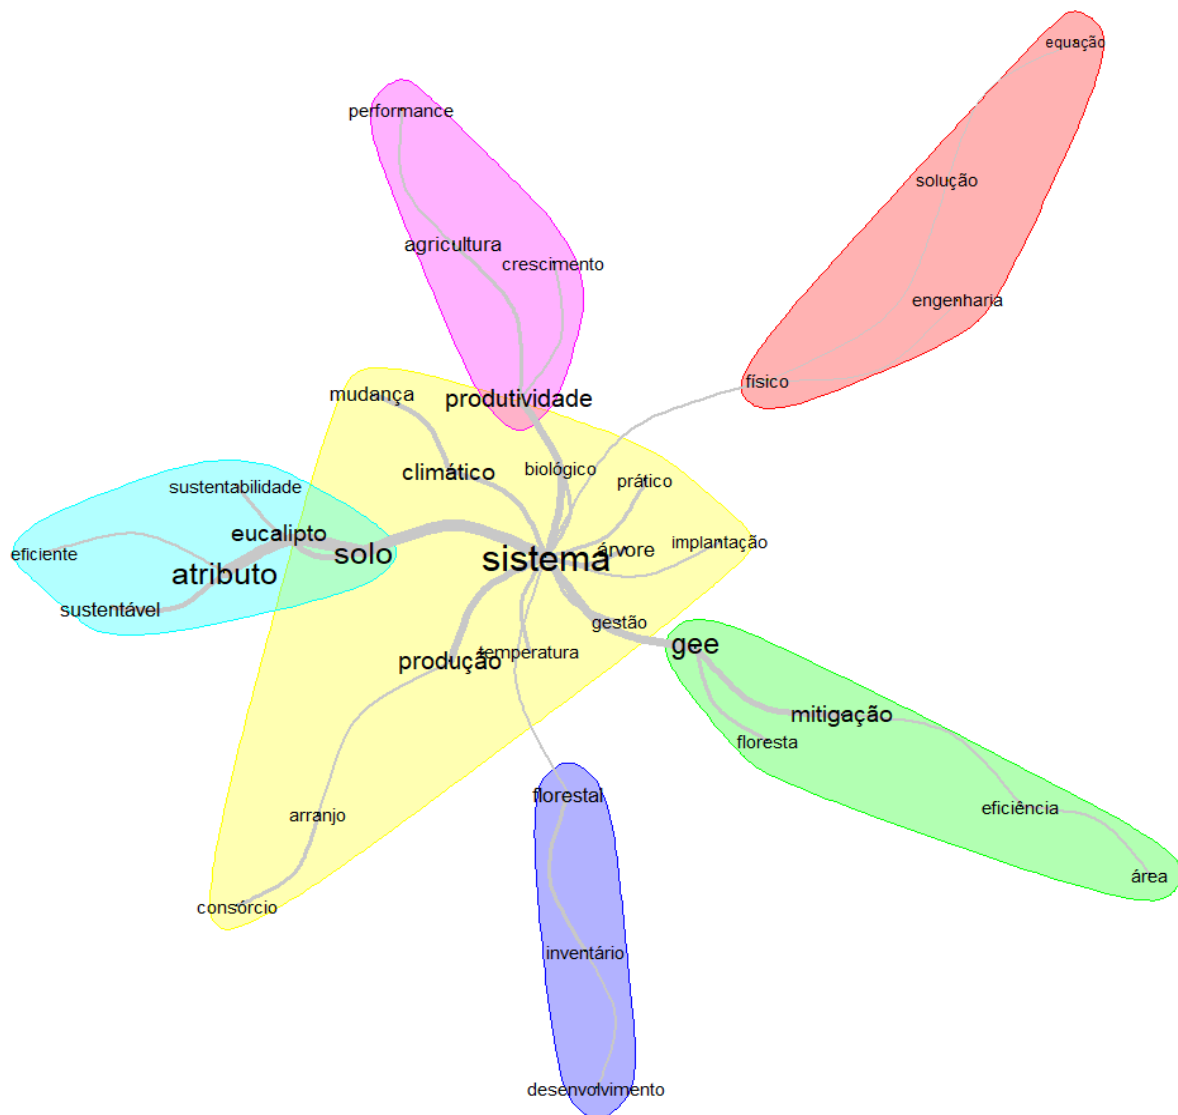 equação
performance
solução
agricultura
crescimento
engenharia
físico
mudança
produtividade
climático
biológico
prático
sustentabilidade
eucalipto
implantação
eficiente
atributo
solo
sistema
árvore
sustentável
gestão
gee
produção
temperatura
mitigação
floresta
florestal
arranjo
eficiência
área
consórcio
inventário
desenvolvimento